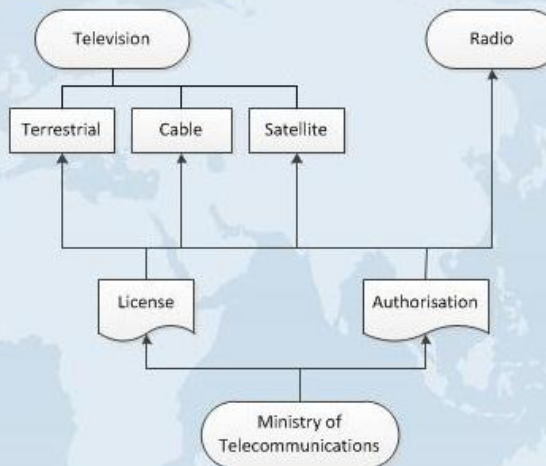 Television
Radio
Terrestrial
Cable
Satellite
License
Authorisation
Ministry of
Telecommunications